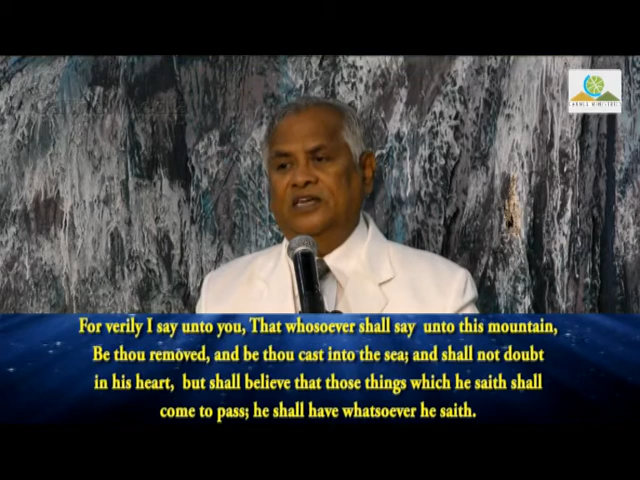 CARMEL MINISTRIES
For verily I say unto you, That whosoever shall say unto this mountain,
Be thou removed, and be thou cast into the sea; and shall not doubt
in his heart, but shall believe that those things which he saith shall
come to pass; he shall have whatsoever he saith.